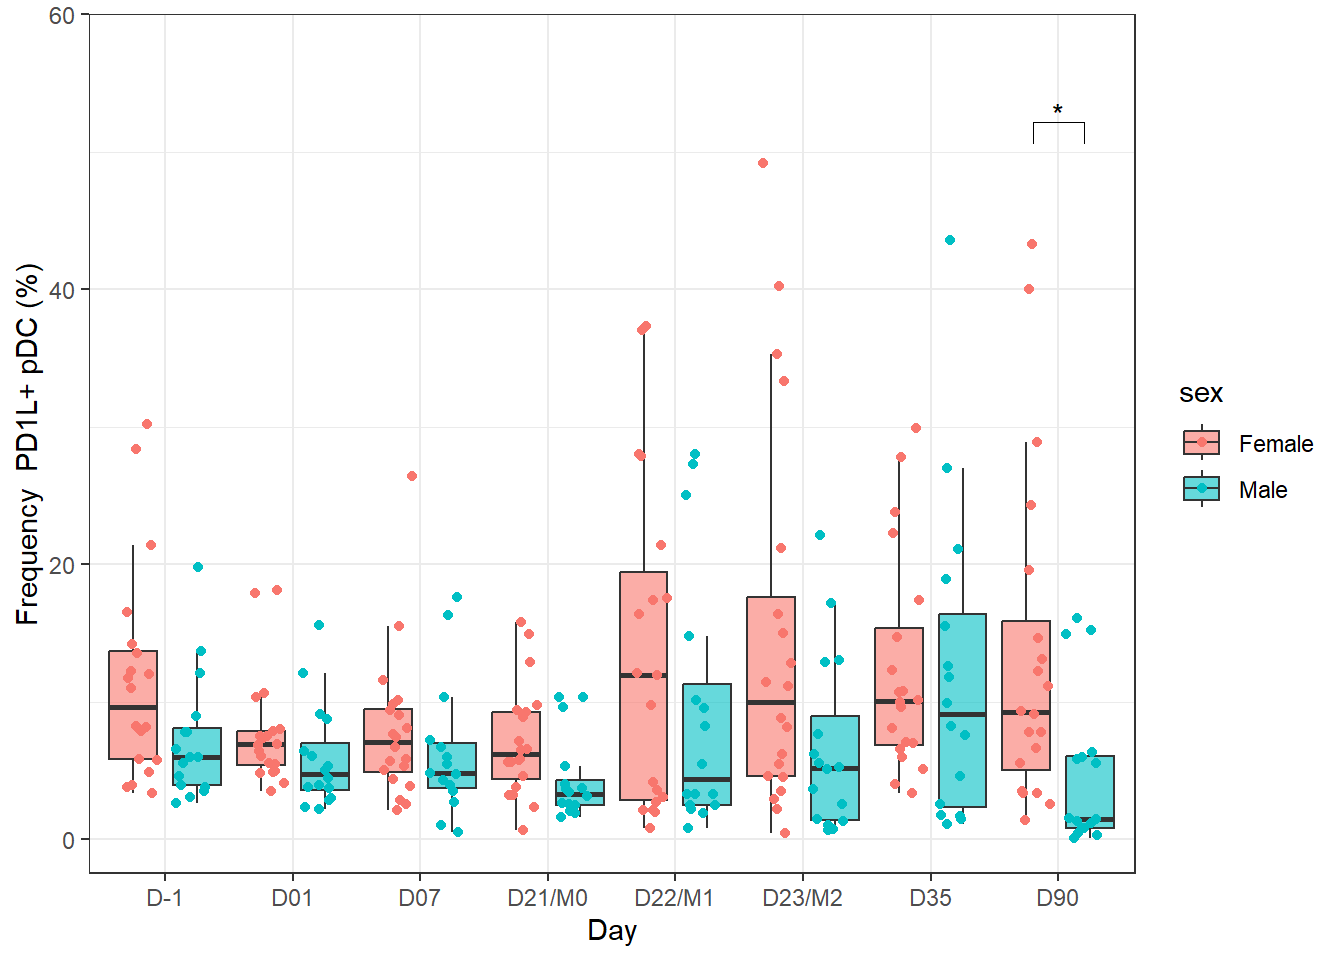 60
*
40
20
0
Frequency  PD1L+ pDC (%)
D-1
D01
D07
D21/M0
D22/M1
D23/M2
D35
D90
Day
sex
Female
Male